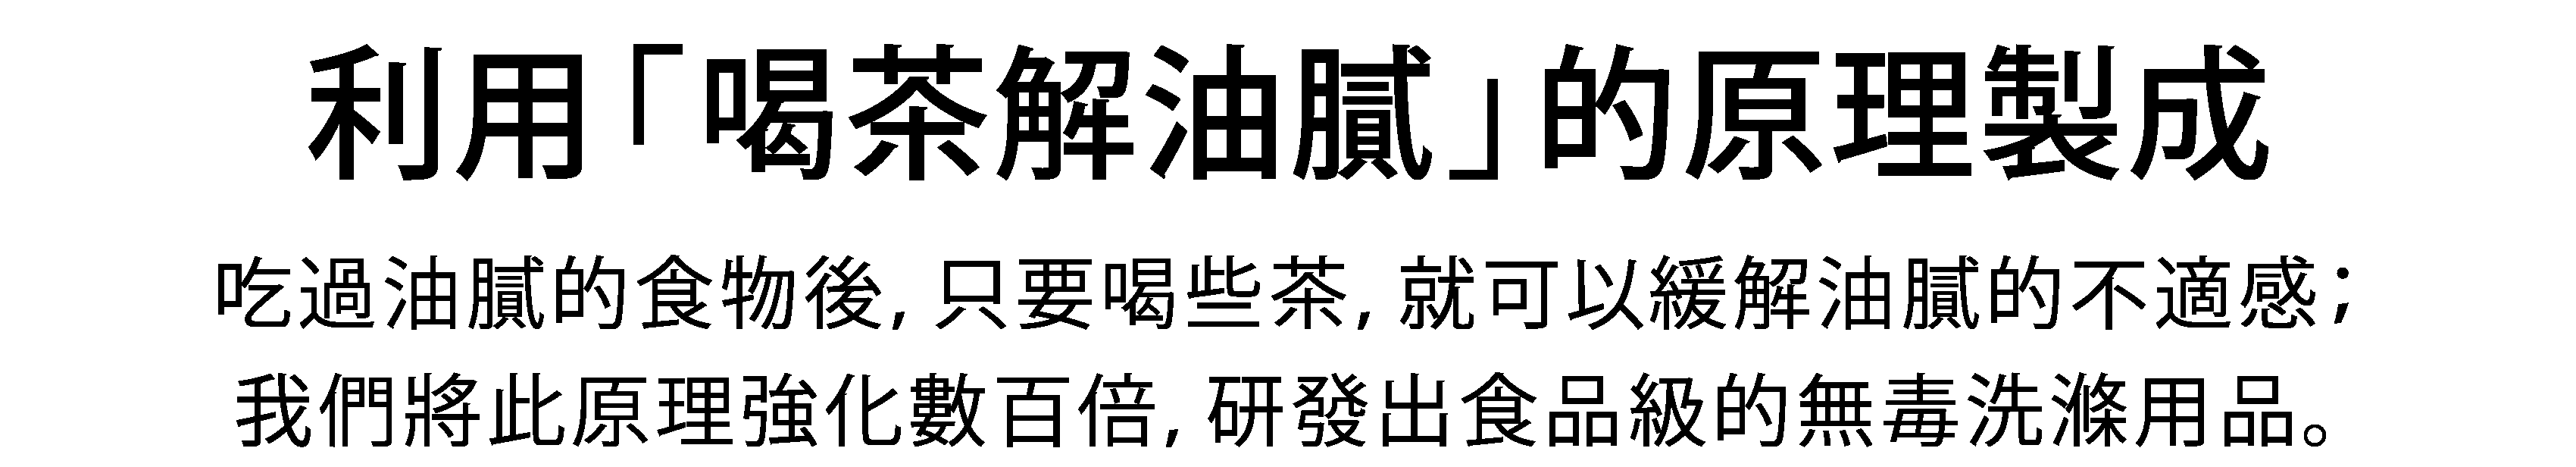 利用「喝茶解油膩」的原理製成
吃過油膩的食物後,只要喝些茶,就可以緩解油膩的不適感;
我們將此原理強化數百倍,研發出食品級的無毒洗滌用品。